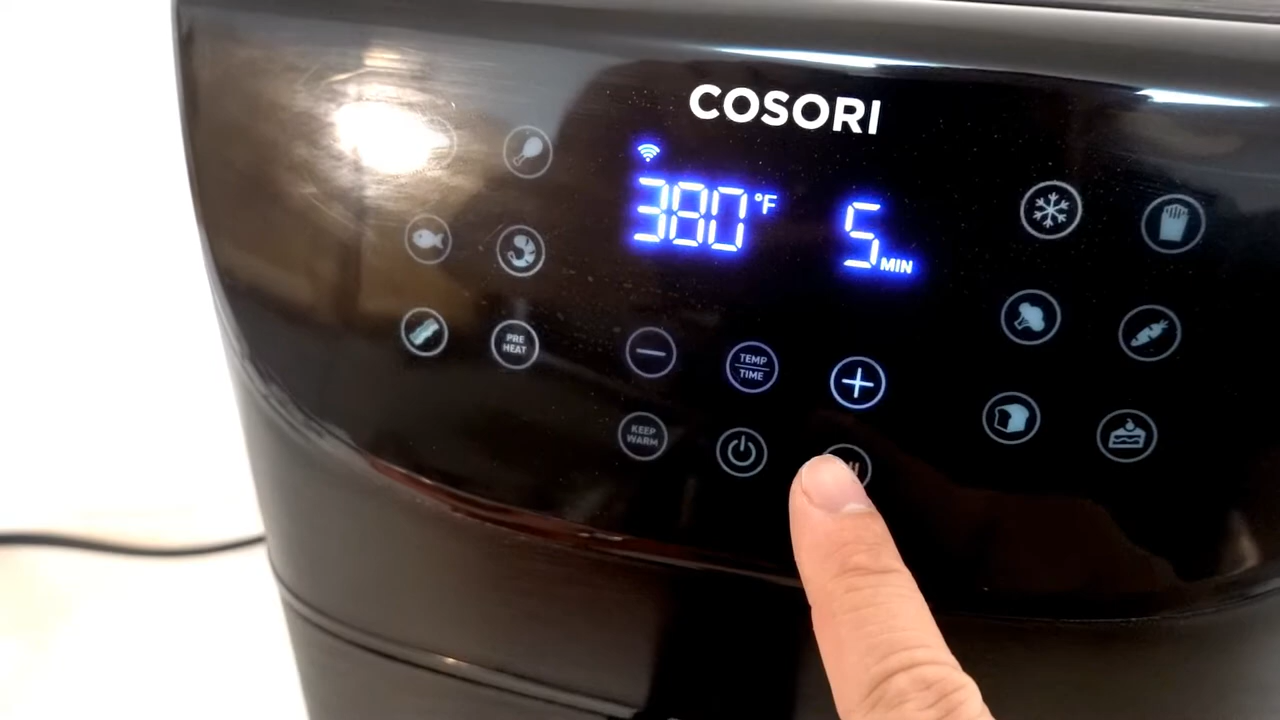 COSORI
380°F
5 MIN
PRE
HEAT
TEMP
TIME
KEEP
WARM